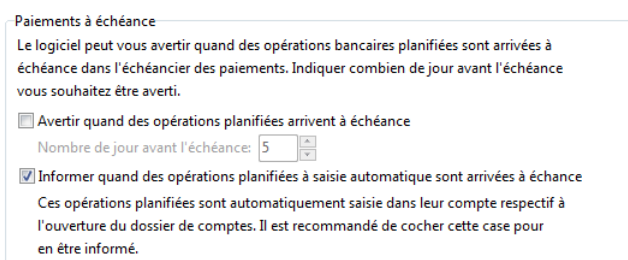 Paiements à échéance
Le logiciel peut vous avertir quand des opérations bancaires planifiées sont arrivées à
échéance dans l'échéancier des paiements. Indiquer combien de jour avant l'échéance
vous souhaitez être averti.
Avertir quand des opérations planifiées arrivent à échéance
Nombre de jour avant l'échéance: 5
Informer quand des opérations planifiées à saisie automatique sont arrivées à échance
Ces opérations planifiées sont automatiquement saisie dans leur compte respectif à
l'ouverture du dossier de comptes. Il est recommandé de cocher cette case pour
en être informé.